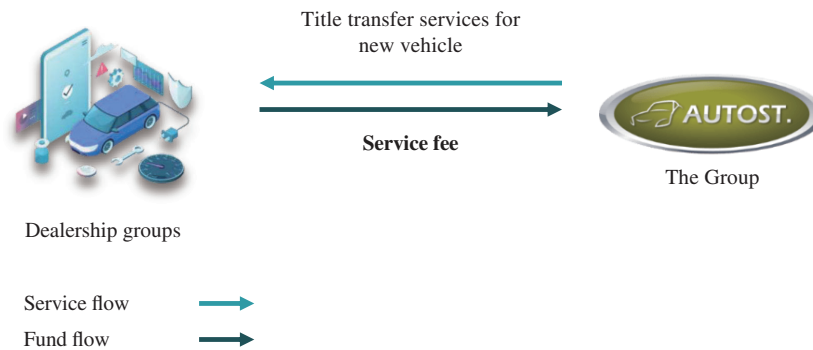 Title transfer services for
new vehicle
Service fee
AUTOST.
The Group
Dealership groups
Service flow
Fund flow